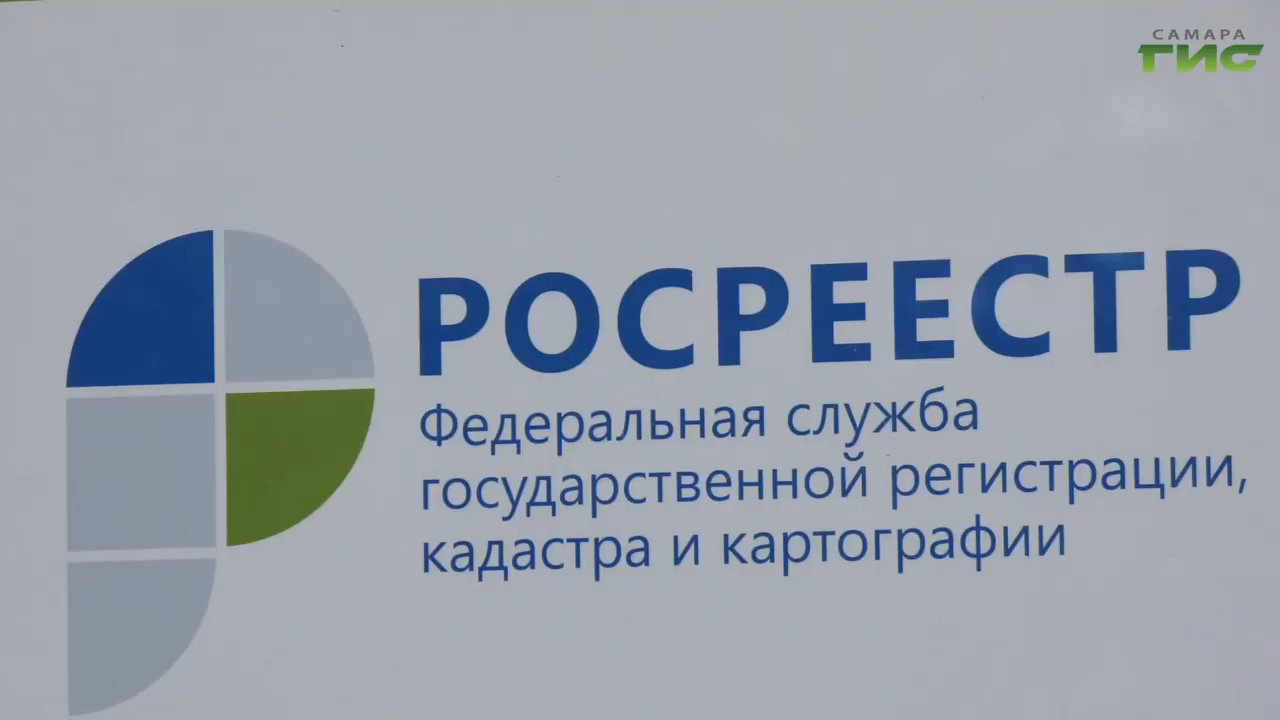 САМАРА
ГИС
РОСРЕЕСТР
Федеральная служба
государственной регистрации,
кадастра и картографии